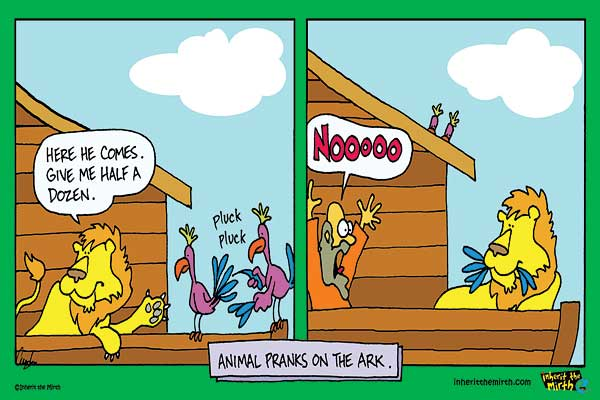 HERE HE COMES.
GIVE ME HALF A
DOZEN.
pluck
pluck
NOOOOO
ANIMAL PRANKS ON THE ARK.
©Inherit the Mirth
inheritthemirth.com
Inherit the
Mirth